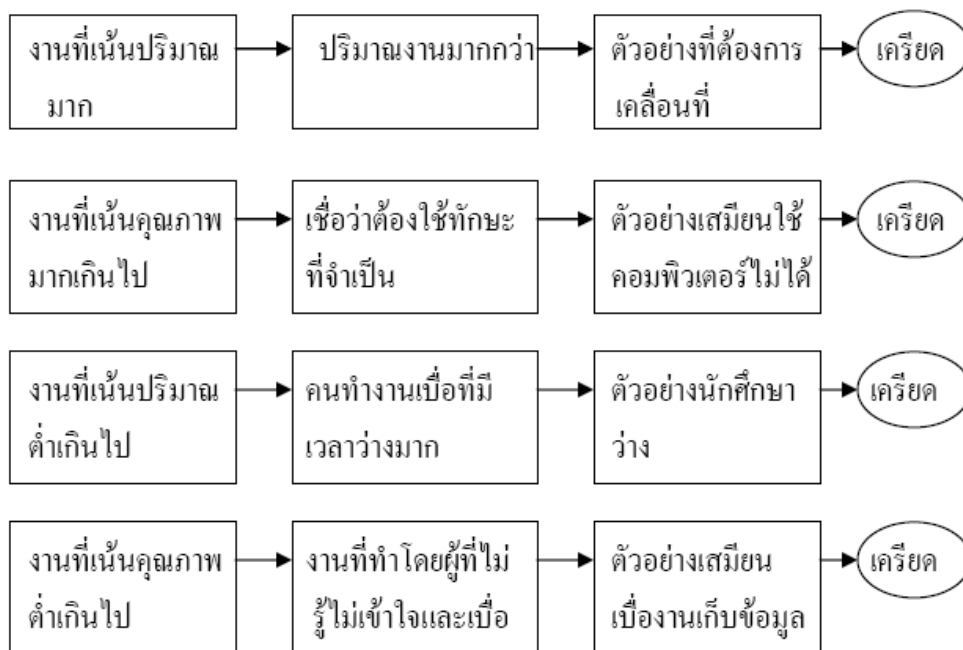 งานที่เน้นปริมาณ
มาก
ปริมาณงานมากกว่า
ตัวอย่างที่ต้องการ
เคลื่อนที่
เครียด
งานที่เน้นคุณภาพ
มากเกินไป
เชื่อว่าต้องใช้ทักษะ
ที่จำเป็น
ตัวอย่างเสมียนใช้
คอมพิวเตอร์ไม่ได้
เครียด
งานที่เน้นปริมาณ
ต่ำเกินไป
คนทำงานเบื่อที่มี
เวลาว่างมาก
ตัวอย่างนักศึกษา
ว่าง
เครียด
งานที่เน้นคุณภาพ
ต่ำเกินไป
งานที่ทำโดยผู้ที่ไม่
รู้ไม่เข้าใจและเบื่อ
ตัวอย่างเสมียน
เบื่องานเก็บข้อมูล
เครียด